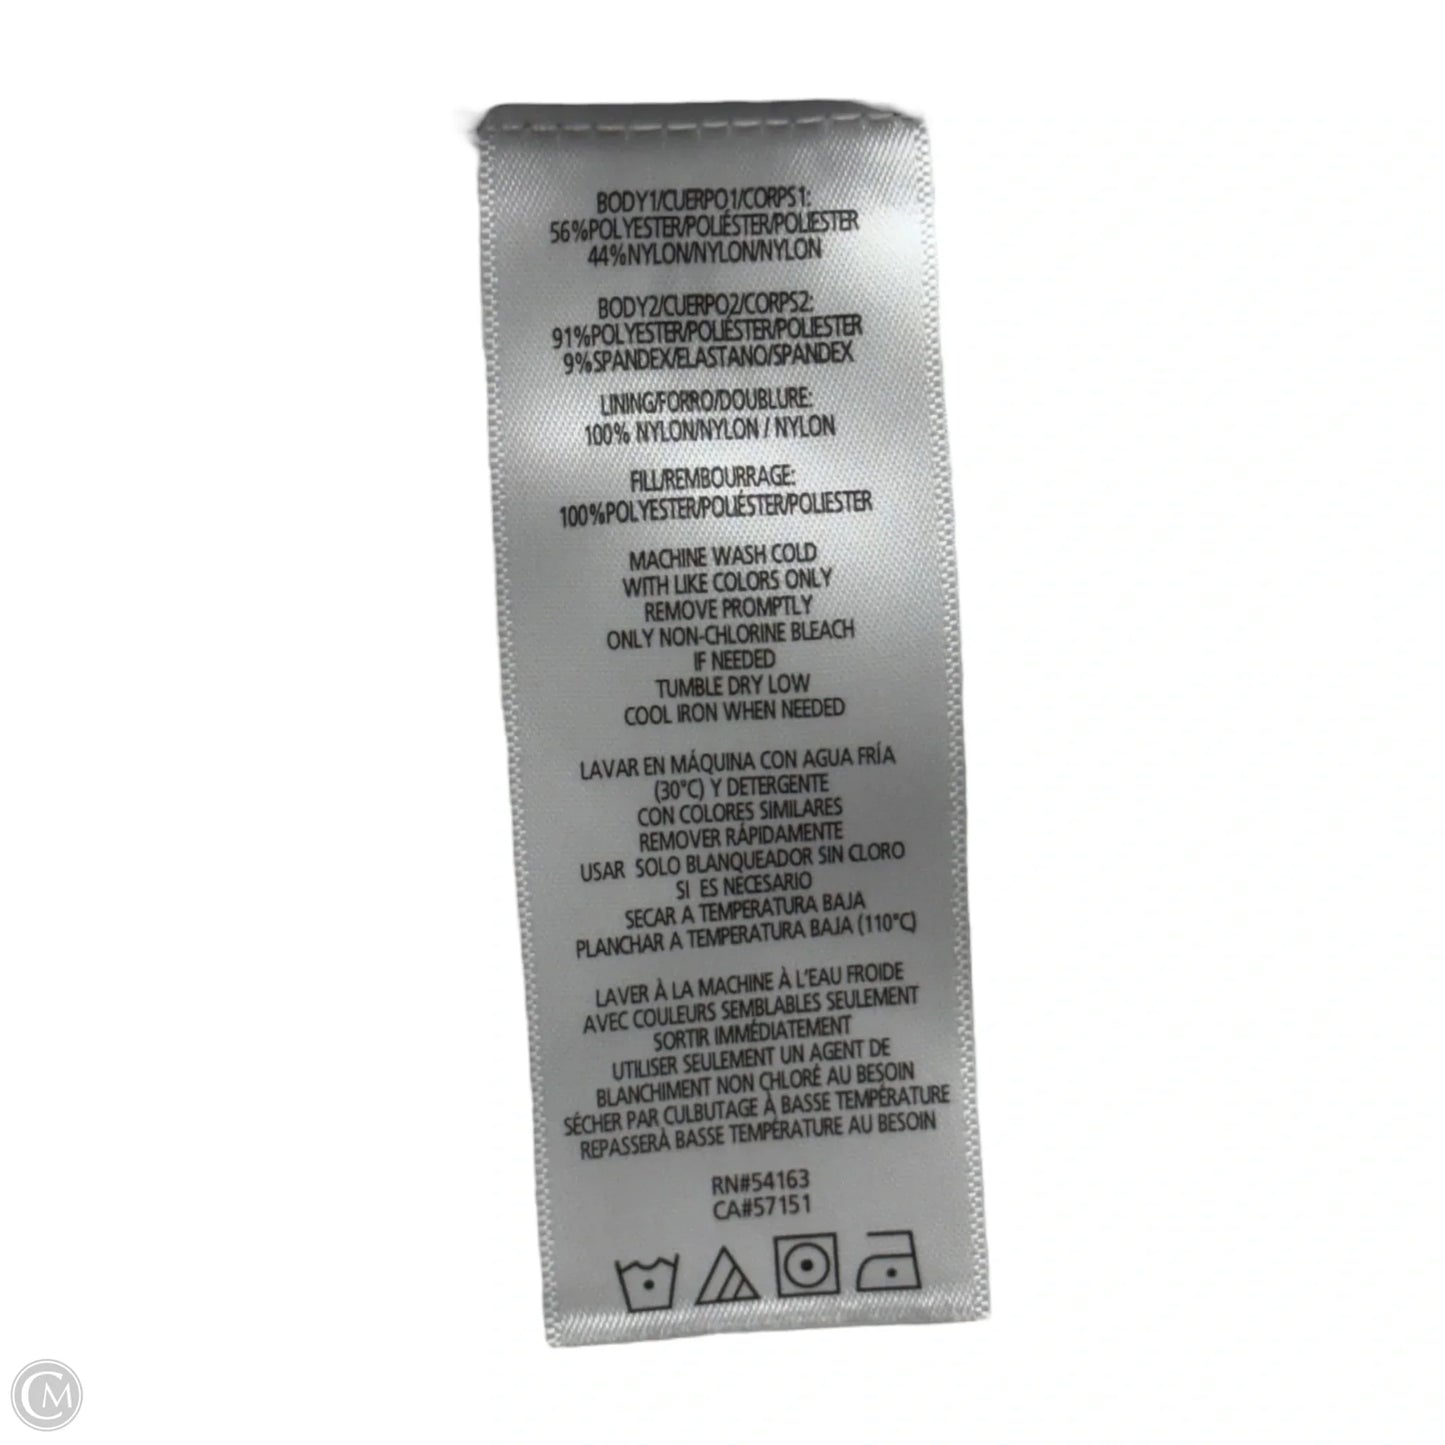 BODY1/CUERPO1/CORPS1:
56%POLYESTER/POLIÉSTER/POLIESTER
44%NYLON/NYLON/NYLON
BODY2/CUERPO2/CORPS2:
91%POLYESTER/POLIÉSTER/POLIESTER
9%SPANDEX/ELASTANO/SPANDEX
LINING/FORRO/DOUBLURE:
100% NYLON/NYLON / NYLON
FILL/REMBOURRAGE:
100%POLYESTER/POLIÉSTER/POLIESTER
MACHINE WASH COLD
WITH LIKE COLORS ONLY
REMOVE PROMPTLY
ONLY NON-CHLORINE BLEACH
IF NEEDED
TUMBLE DRY LOW
COOL IRON WHEN NEEDED
LAVAR EN MÁQUINA CON AGUA FRÍA
(30°C) Y DETERGENTE
CON COLORES SIMILARES
REMOVER RÁPIDAMENTE
USAR SOLO BLANQUEADOR SIN CLORO
SI ES NECESARIO
SECAR A TEMPERATURA BAJA
PLANCHAR A TEMPERATURA BAJA (110°C)
LAVER À LA MACHINE À L'EAU FROIDE
AVEC COULEURS SEMBLABLES SEULEMENT
SORTIR IMMÉDIATEMENT
UTILISER SEULEMENT UN AGENT DE
BLANCHIMENT NON CHLORÉ AU BESOIN
SÉCHER PAR CULBUTAGE À BASSE TEMPÉRATURE
REPASSERÀ BASSE TEMPÉRATURE AU BESOIN
RN#54163
CA#57151
CM